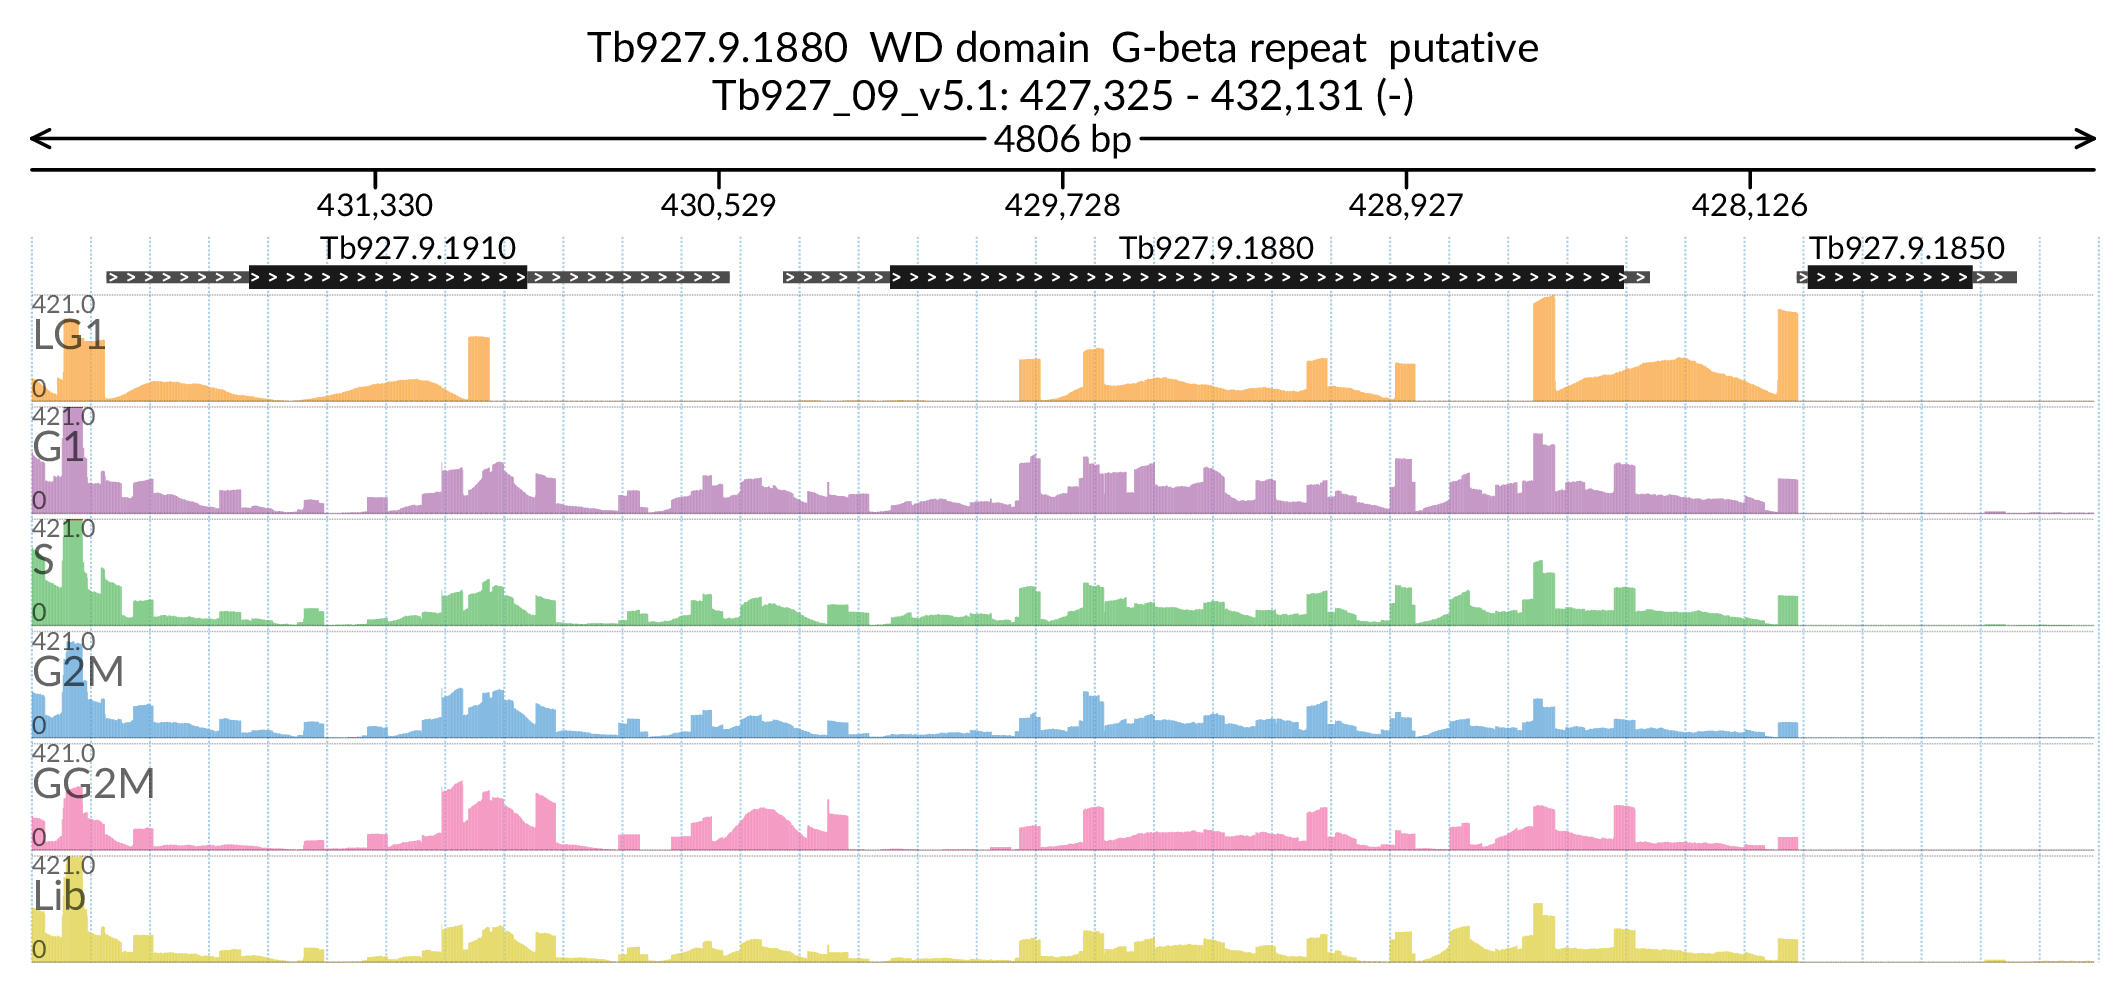 Tb927.9.1880  WD domain  G-beta repeat  putative
Tb927_09_v5.1: 427,325 - 432,131 (-)
4806 bp
431,330 430,529 429,728 428,927 428,126
Tb927.9.1910 Tb927.9.1880 Tb927.9.1850
421.0
LG1
0
421.0
G1
0
421.0
S
0
421.0
G2M
0
421.0
GG2M
0
421.0
Lib
0